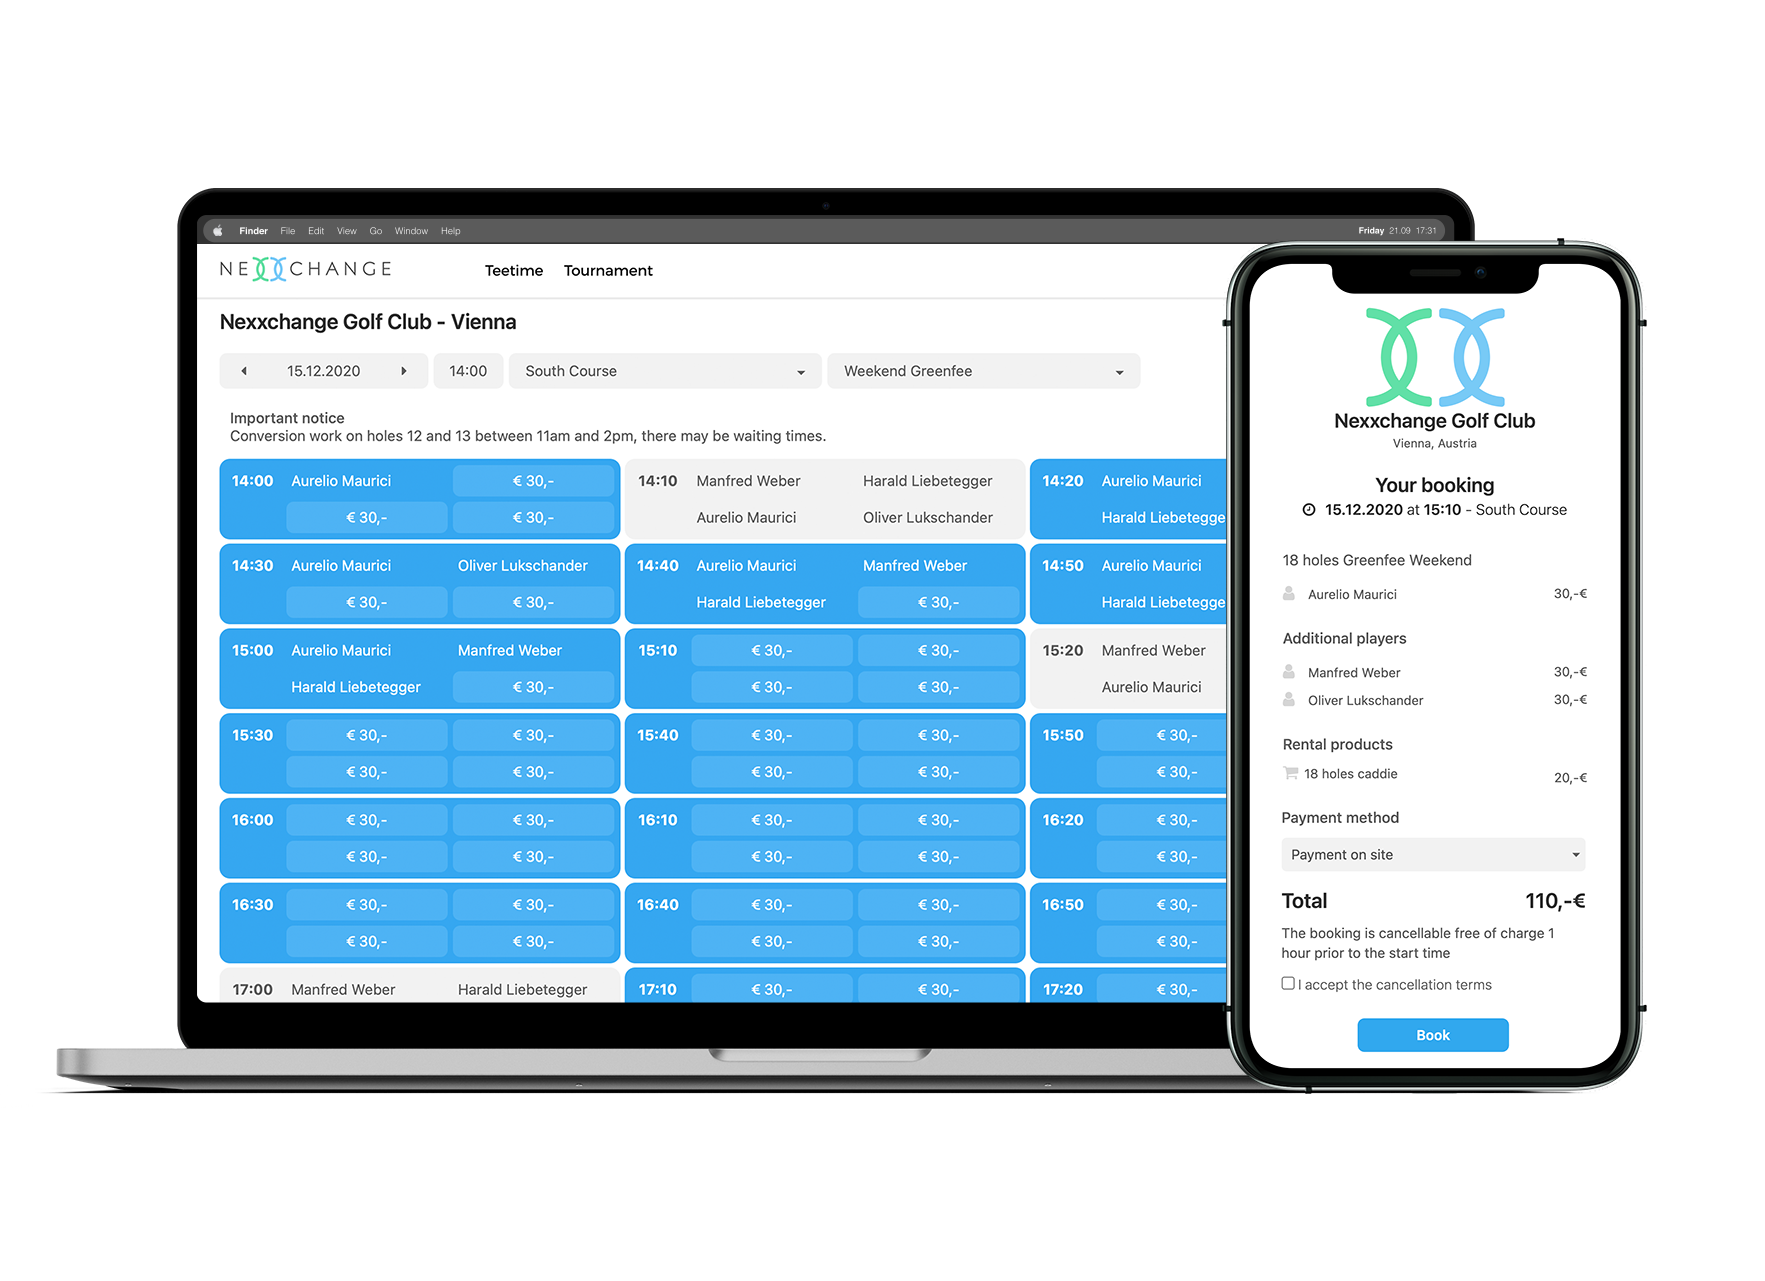 Finder File Edit View Go Window Help
Friday 21.09 17:31
NEXXCHANGE
Teetime Tournament
Nexxchange Golf Club - Vienna
15.12.2020 14:00 South Course Weekend Greenfee
Important notice
Conversion work on holes 12 and 13 between 11am and 2pm, there may be waiting times.
14:00 Aurelio Maurici € 30,-
€ 30,- € 30,-
14:10 Manfred Weber Harald Liebetegger
Aurelio Maurici Oliver Lukschander
14:20 Aurelio Maurici
Harald Liebetegge
14:30 Aurelio Maurici Oliver Lukschander
€ 30,- € 30,-
14:40 Aurelio Maurici Manfred Weber
Harald Liebetegger € 30,-
14:50 Aurelio Maurici
Harald Liebetegge
15:00 Aurelio Maurici Manfred Weber
Harald Liebetegger € 30,-
15:10 € 30,- € 30,-
€ 30,- € 30,-
15:20 Manfred Weber
Aurelio Maurici
15:30 € 30,- € 30,-
€ 30,- € 30,-
15:40 € 30,- € 30,-
€ 30,- € 30,-
15:50 € 30,-
€ 30,-
16:00 € 30,- € 30,-
€ 30,- € 30,-
16:10 € 30,- € 30,-
€ 30,- € 30,-
16:20 € 30,-
€ 30,-
16:30 € 30,- € 30,-
€ 30,- € 30,-
16:40 € 30,- € 30,-
€ 30,- € 30,-
16:50 € 30,-
€ 30,-
17:00 Manfred Weber Harald Liebetegger
17:10 € 30,- € 30,-
17:20 € 30,-
Nexxchange Golf Club
Vienna, Austria
Your booking
15.12.2020 at 15:10 - South Course
18 holes Greenfee Weekend
Aurelio Maurici 30,-€
Additional players
Manfred Weber 30,-€
Oliver Lukschander 30,-€
Rental products
18 holes caddie 20,-€
Payment method
Payment on site
Total 110,-€
The booking is cancellable free of charge 1
hour prior to the start time
I accept the cancellation terms
Book